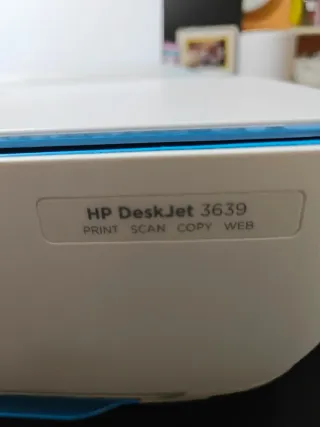 HP DeskJet 3639
PRINT SCAN COPY WEB